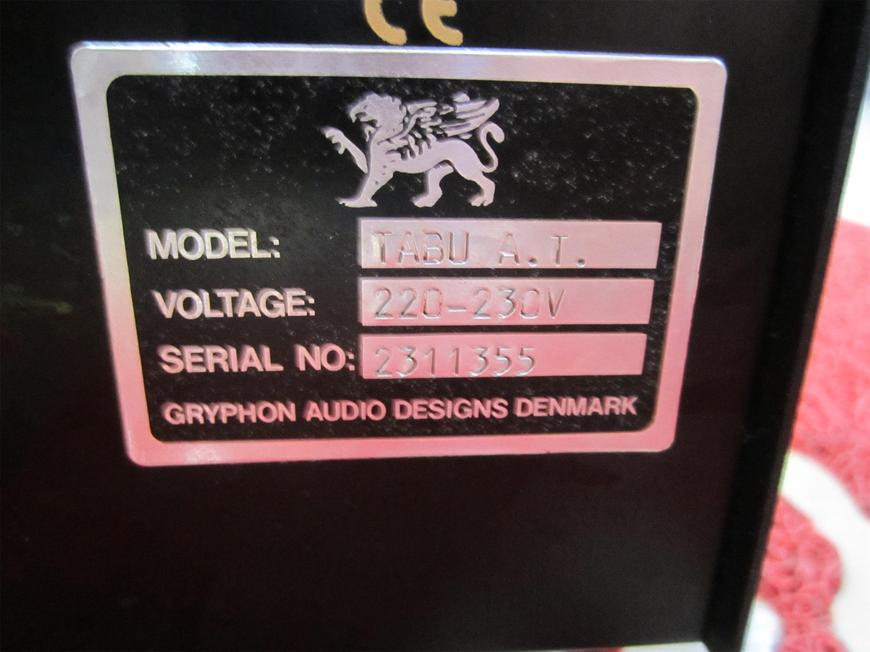 CE
MODEL: TABU A.T.
VOLTAGE: 220-230V
SERIAL NO: 2311355
GRYPHON AUDIO DESIGNS DENMARK